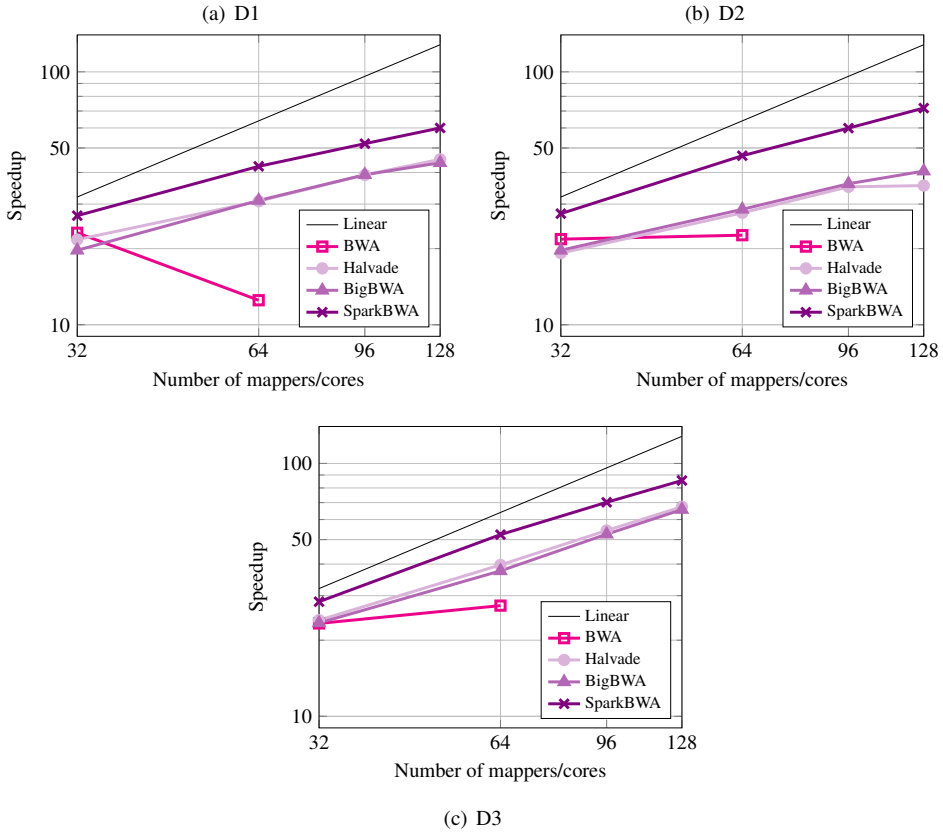 (a) D1
(b) D2
100
50
10
Speedup
32
64
96
128
Number of mappers/cores
Linear
BWA
Halvade
BigBWA
SparkBWA
100
50
10
Speedup
32
64
96
128
Number of mappers/cores
Linear
BWA
Halvade
BigBWA
SparkBWA
100
50
10
Speedup
32
64
96
128
Number of mappers/cores
Linear
BWA
Halvade
BigBWA
SparkBWA
(c) D3